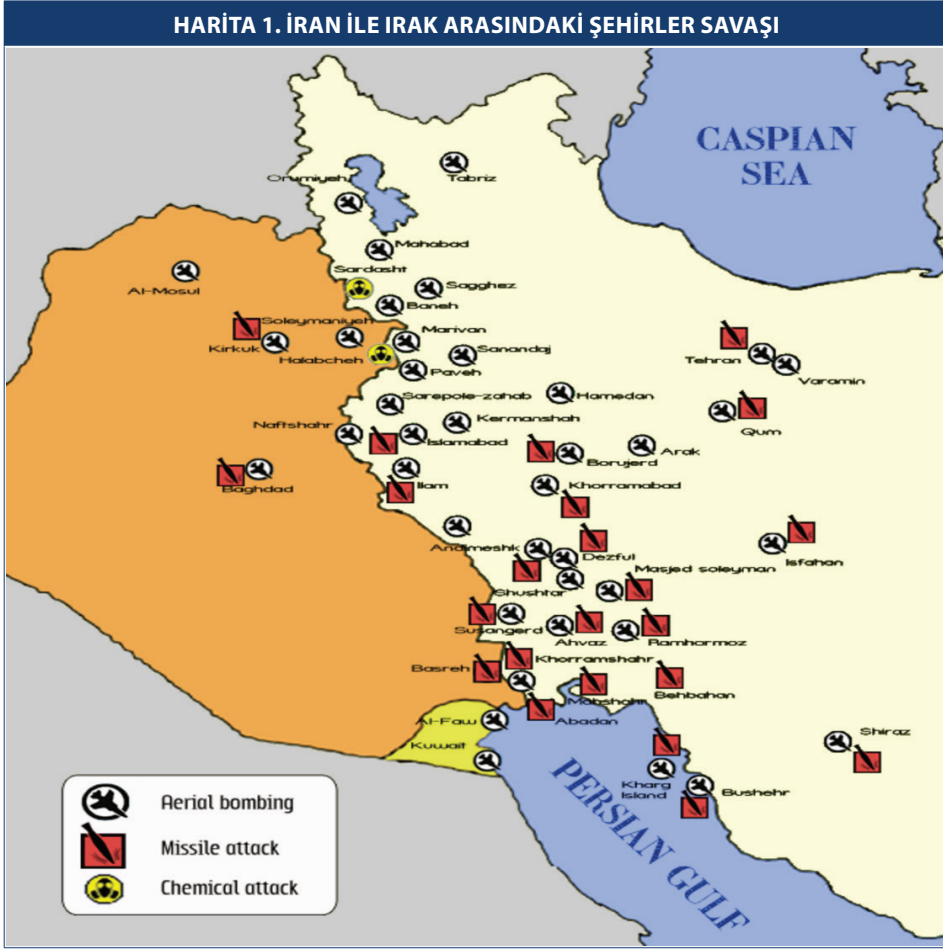 HARİTA 1. İRAN İLE IRAK ARASINDAKİ ŞEHİRLER SAVAŞI
CASPIAN
SEA
Orumiyeh
Tabriz
Mahabad
Sardasht
Al-Mosul
Sagghez
Baneh
Soleymaniyeh
Marivan
Kirkuk
Halabcheh
Sanandaj
Tehran
Paveh
Varamin
Sarepole-zahab
Hamedan
Naftshahr
Kermanshah
Qum
Islamabad
Borujerd
Arak
Baghdad
Ilam
Khorramabad
Andimeshk
Dezful
Isfahan
Masjed soleyman
Shushtar
Susangerd
Ahvaz
Ramhormoz
Basreh
Khorramshahr
Behbahan
Mahshahr
Al-Faw
Abadan
Shiraz
Kuwait
Kharg
Island
Bushehr
PERSIAN GULF
Aerial bombing
Missile attack
Chemical attack